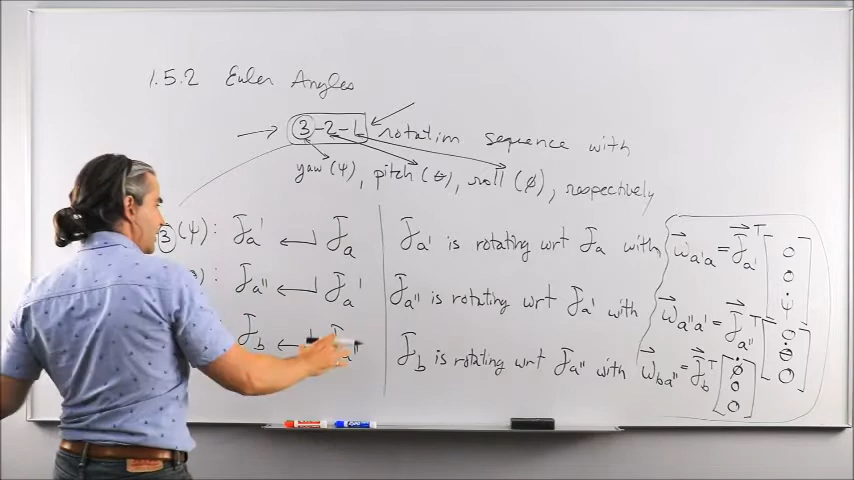 1.5.2 Euler Angles
3-2-1 rotation sequence with
yaw (ψ), pitch (θ), roll (ϕ), respectively
3 (ψ): Fa' ← Fa
Fa' is rotating wrt Fa with ω⃗a'a = F⃗a'ᵀ [0 0 ψ̇]
): Fa'' ← Fa'
Fa'' is rotating wrt Fa' with ω⃗a''a' = F⃗a''ᵀ [0 θ̇ 0]
Fb ← Fa''
Fb is rotating wrt Fa'' with ω⃗ba'' = F⃗bᵀ [ϕ̇ 0 0]